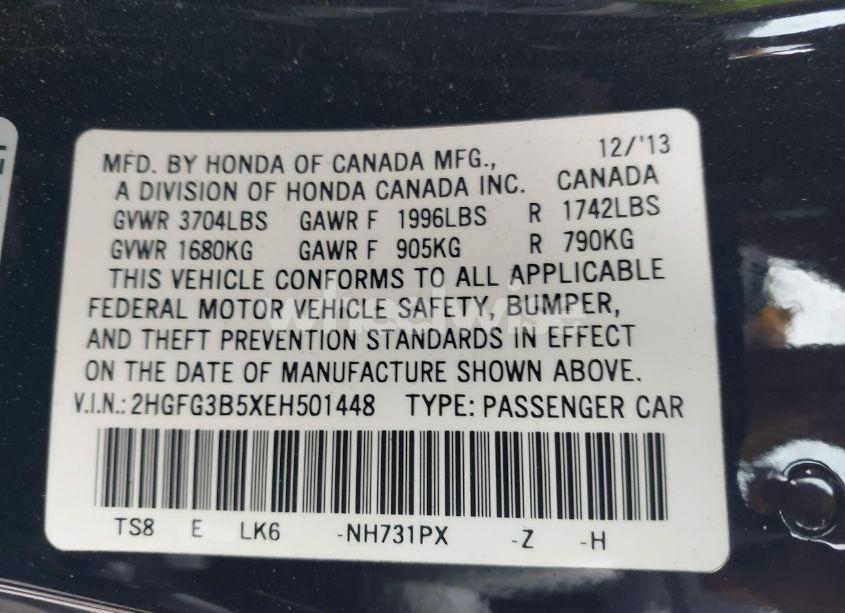 MFD. BY HONDA OF CANADA MFG., 12/'13
A DIVISION OF HONDA CANADA INC. CANADA
GVWR 3704LBS GAWR F 1996LBS R 1742LBS
GVWR 1680KG GAWR F 905KG R 790KG
THIS VEHICLE CONFORMS TO ALL APPLICABLE
FEDERAL MOTOR VEHICLE SAFETY, BUMPER,
AND THEFT PREVENTION STANDARDS IN EFFECT
ON THE DATE OF MANUFACTURE SHOWN ABOVE.
V.I.N.: 2HGFG3B5XEH501448 TYPE: PASSENGER CAR
TS8 E LK6 -NH731PX -Z -H